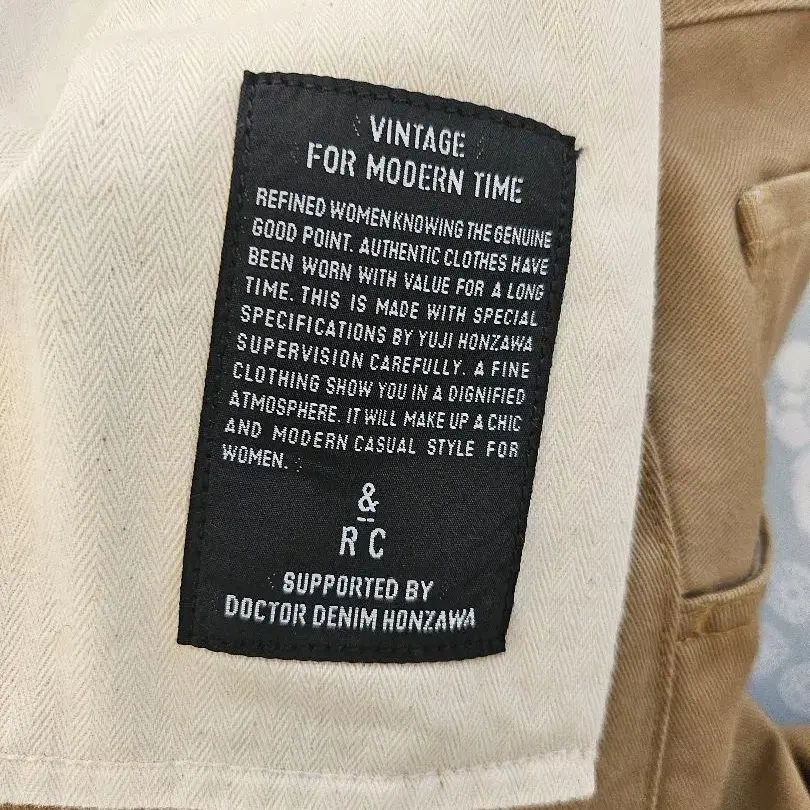 VINTAGE
FOR MODERN TIME
REFINED WOMEN KNOWING THE GENUINE
GOOD POINT. AUTHENTIC CLOTHES HAVE
BEEN WORN WITH VALUE FOR A LONG
TIME. THIS IS MADE WITH SPECIAL
SPECIFICATIONS BY YUJI HONZAWA
SUPERVISION CAREFULLY. A FINE
CLOTHING SHOW YOU IN A DIGNIFIED
ATMOSPHERE. IT WILL MAKE UP A CHIC
AND MODERN CASUAL STYLE FOR
WOMEN.
&
RC
SUPPORTED BY
DOCTOR DENIM HONZAWA